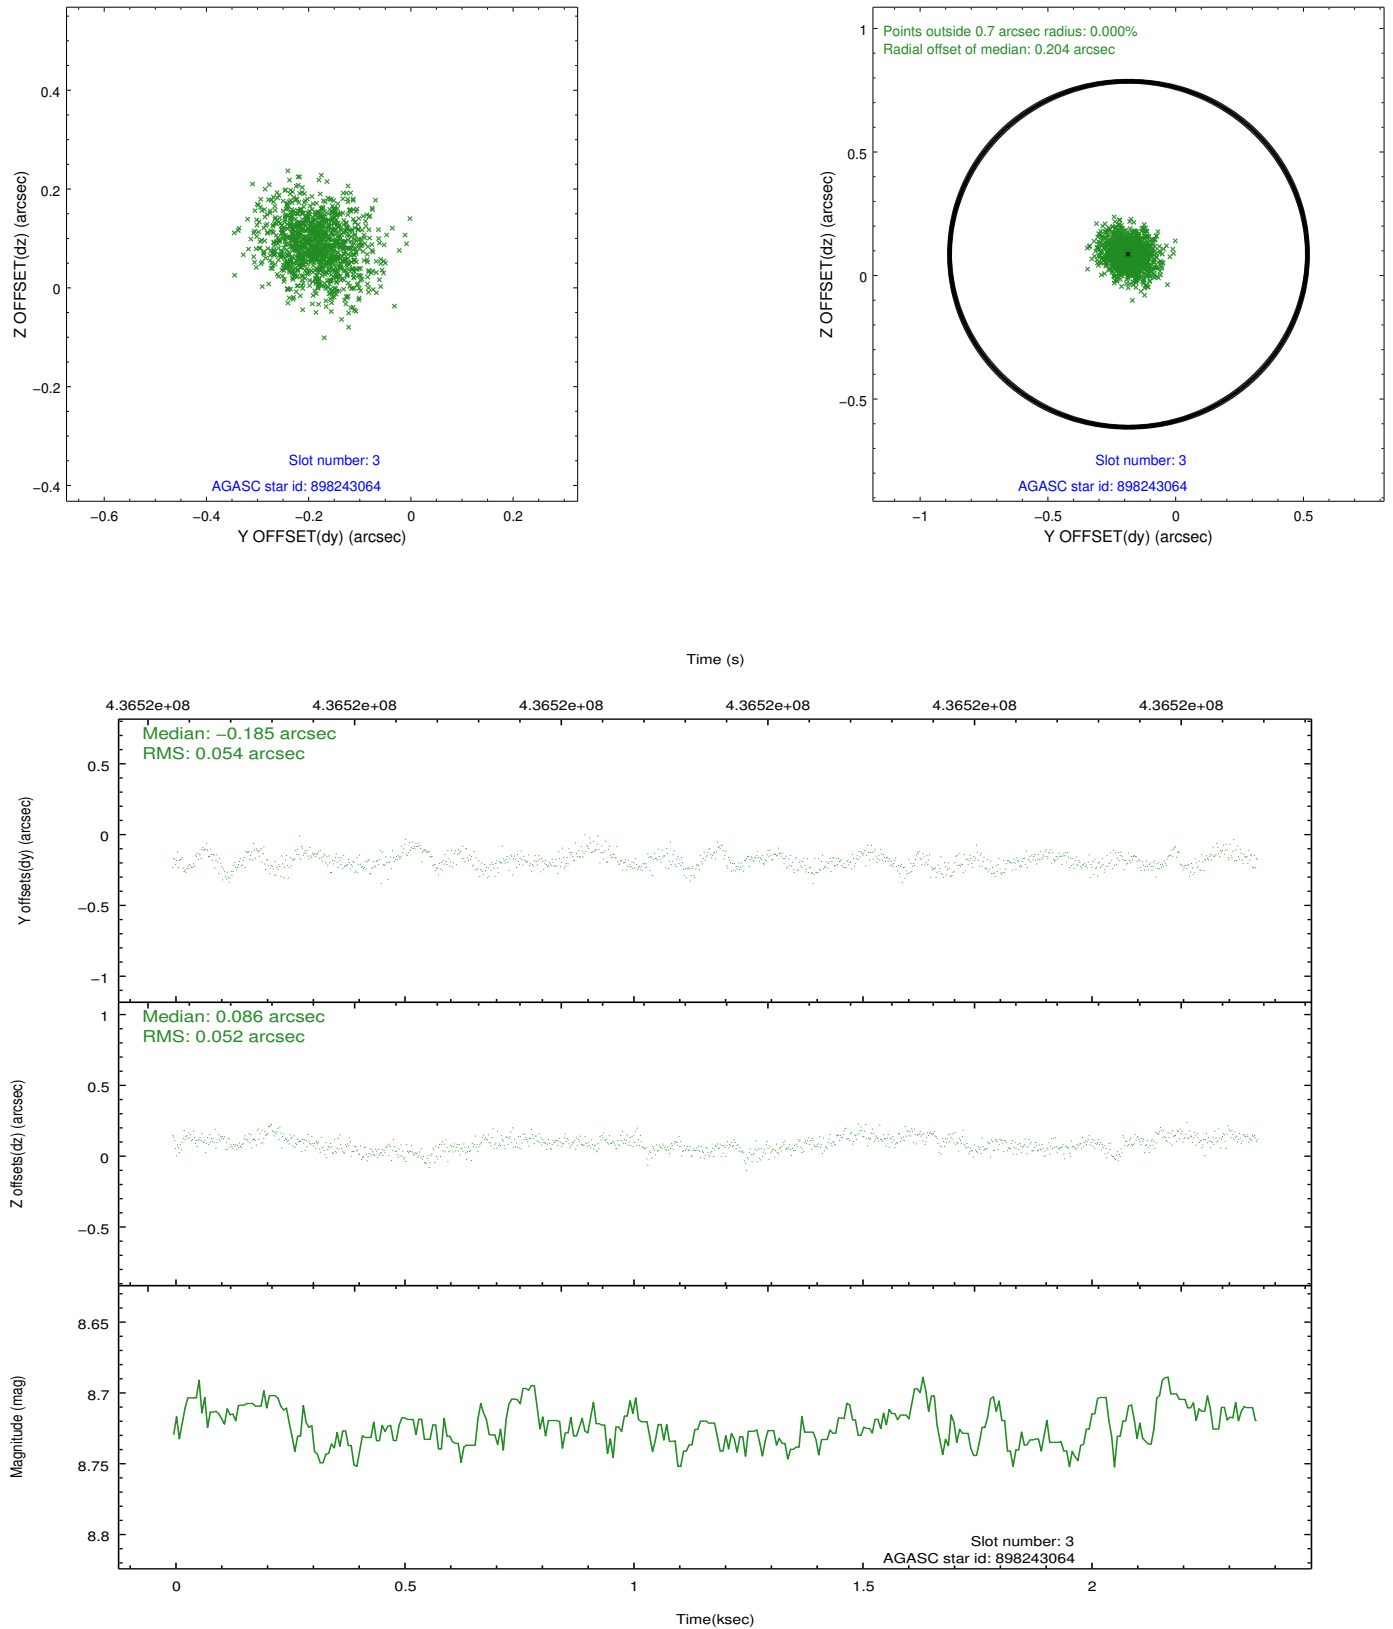 0.4
0.2
0
−0.2
−0.4
Z OFFSET(dz) (arcsec)
Slot number: 3
AGASC star id: 898243064
−0.6
−0.4
−0.2
0
0.2
Y OFFSET(dy) (arcsec)
Points outside 0.7 arcsec radius: 0.000%
Radial offset of median: 0.204 arcsec
1
0.5
0
−0.5
Z OFFSET(dz) (arcsec)
Slot number: 3
AGASC star id: 898243064
−1
−0.5
0
0.5
Y OFFSET(dy) (arcsec)
Time (s)
4.3652e+08
4.3652e+08
4.3652e+08
4.3652e+08
4.3652e+08
4.3652e+08
Median: −0.185 arcsec
RMS: 0.054 arcsec
0.5
0
−0.5
−1
Y offsets(dy) (arcsec)
Median: 0.086 arcsec
RMS: 0.052 arcsec
1
0.5
0
−0.5
Z offsets(dz) (arcsec)
8.65
8.7
8.75
8.8
Magnitude (mag)
Slot number: 3
AGASC star id: 898243064
0
0.5
1
1.5
2
Time(ksec)